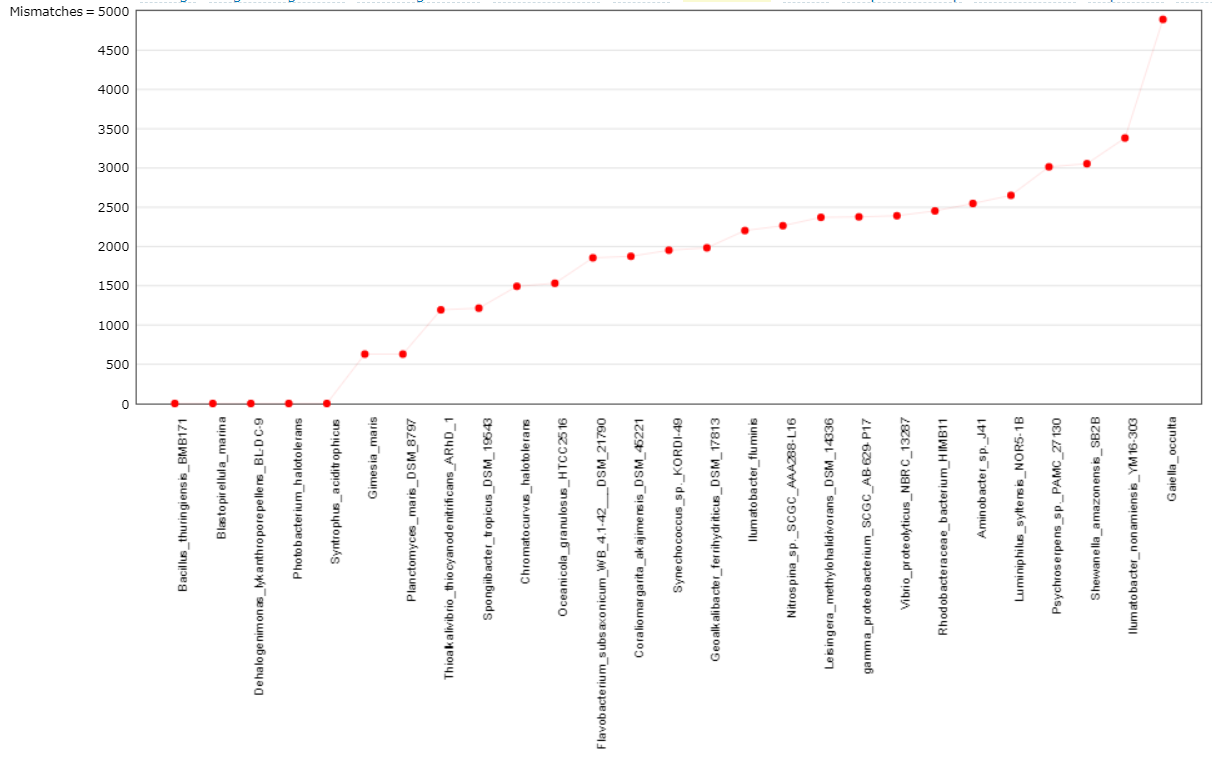 Mismatches = 5000
4500
4000
3500
3000
2500
2000
1500
1000
500
0
Bacillus_thuringiensis_BMB171
Blastopirellula_marina
Dehalogenimonas_lykanthroporepellens_BL-DC-9
Photobacterium_halotolerans
Syntrophus_aciditrophicus
Gimesia_maris
Planctomyces_maris_DSM_8797
Thioalkalivibrio_thiocyanodenitrificans_ARhD_1
Spongiibacter_tropicus_DSM_19543
Chromatocurvus_halotolerans
Oceanicola_granulosus_HTCC2516
Flavobacterium_subsaxonicum_WB_4.1-42___DSM_21790
Coraliomargarita_akajimensis_DSM_45221
Synechococcus_sp._KORDI-49
Geoalkalibacter_ferrihydriticus_DSM_17813
Ilumatobacter_fluminis
Nitrospina_sp._SCGC_AAA288-L16
Leisingera_methylohalidivorans_DSM_14336
gamma_proteobacterium_SCGC_AB-629-P17
Vibrio_proteolyticus_NBRC_13287
Rhodobacteraceae_bacterium_HIMB11
Aminobacter_sp._J41
Luminiphilus_syltensis_NOR5-1B
Psychroserpens_sp._PAMC_27130
Shewanella_amazonensis_SB2B
Ilumatobacter_nonamiensis_YM16-303
Gaiella_occulta